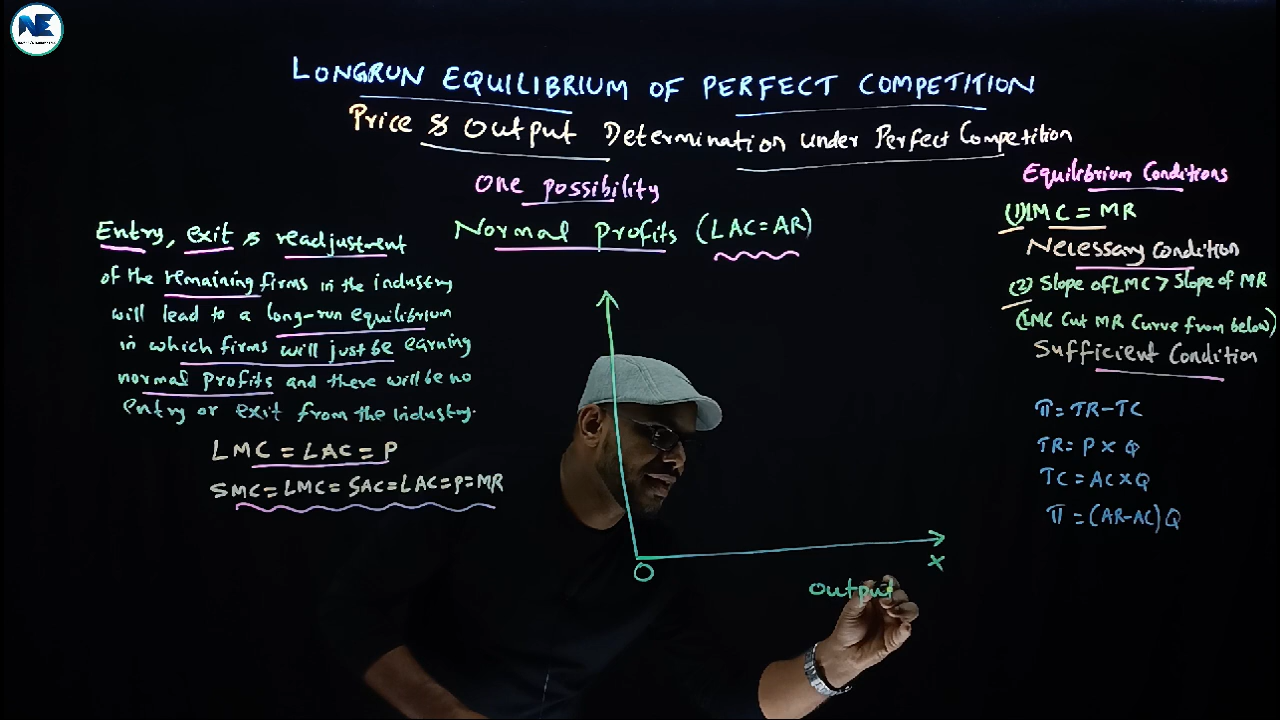 NE
LONGRUN EQUILIBRIUM OF PERFECT COMPETITION
Price & Output Determination under Perfect Competition
One possibility
Normal profits (LAC=AR)
Entry, exit & readjustment
of the remaining firms in the industry
will lead to a long-run equilibrium
in which firms will just be earning
normal profits and there will be no
entry or exit from the industry.
LMC = LAC = P
SMC = LMC = SAC = LAC = P = MR
Equilibrium Conditions
(1) LMC = MR
Necessary Condition
(2) Slope of LMC > Slope of MR
(LMC Cut MR Curve from below)
Sufficient Condition
π = TR - TC
TR = P x Q
TC = AC x Q
π = (AR-AC) Q
O
X
Output